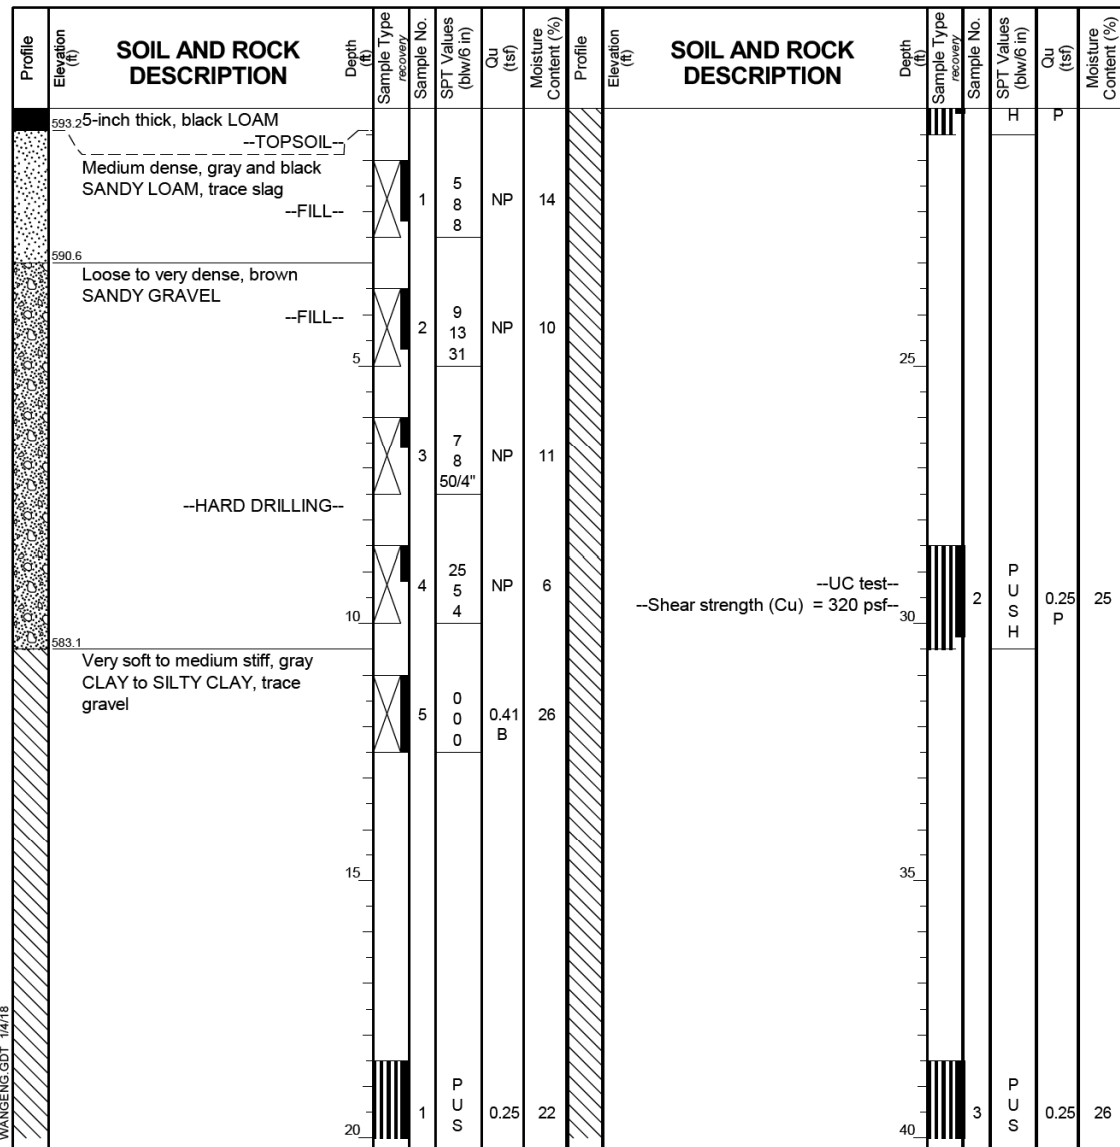 Profile
Elevation
(ft)
SOIL AND ROCK
DESCRIPTION
Depth
(ft)
Sample Type
recovery
Sample No.
SPT Values
(blw/6 in)
Qu
(tsf)
Moisture
Content (%)
593.2 5-inch thick, black LOAM
--TOPSOIL--
Medium dense, gray and black
SANDY LOAM, trace slag
--FILL--
1
5
8
8
NP
14
590.6
Loose to very dense, brown
SANDY GRAVEL
--FILL--
2
9
13
31
NP
10
5
3
7
8
50/4"
NP
11
--HARD DRILLING--
4
25
5
4
NP
6
10
583.1
Very soft to medium stiff, gray
CLAY to SILTY CLAY, trace
gravel
5
0
0
0
0.41
B
26
15
1
P
U
S
0.25
22
20
Profile
Elevation
(ft)
SOIL AND ROCK
DESCRIPTION
Depth
(ft)
Sample Type
recovery
Sample No.
SPT Values
(blw/6 in)
Qu
(tsf)
Moisture
Content (%)
H
P
25
--UC test--
--Shear strength (Cu) = 320 psf--
30
2
P
U
S
H
0.25
P
25
35
3
P
U
S
0.25
26
40
WANGENG.GDT 1/4/18